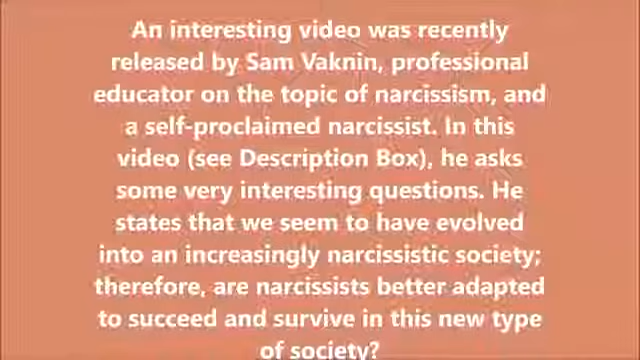 An interesting video was recently
released by Sam Vaknin, professional
educator on the topic of narcissism, and
a self-proclaimed narcissist. In this
video (see Description Box), he asks
some very interesting questions. He
states that we seem to have evolved
into an increasingly narcissistic society;
therefore, are narcissists better adapted
to succeed and survive in this new type
of society?